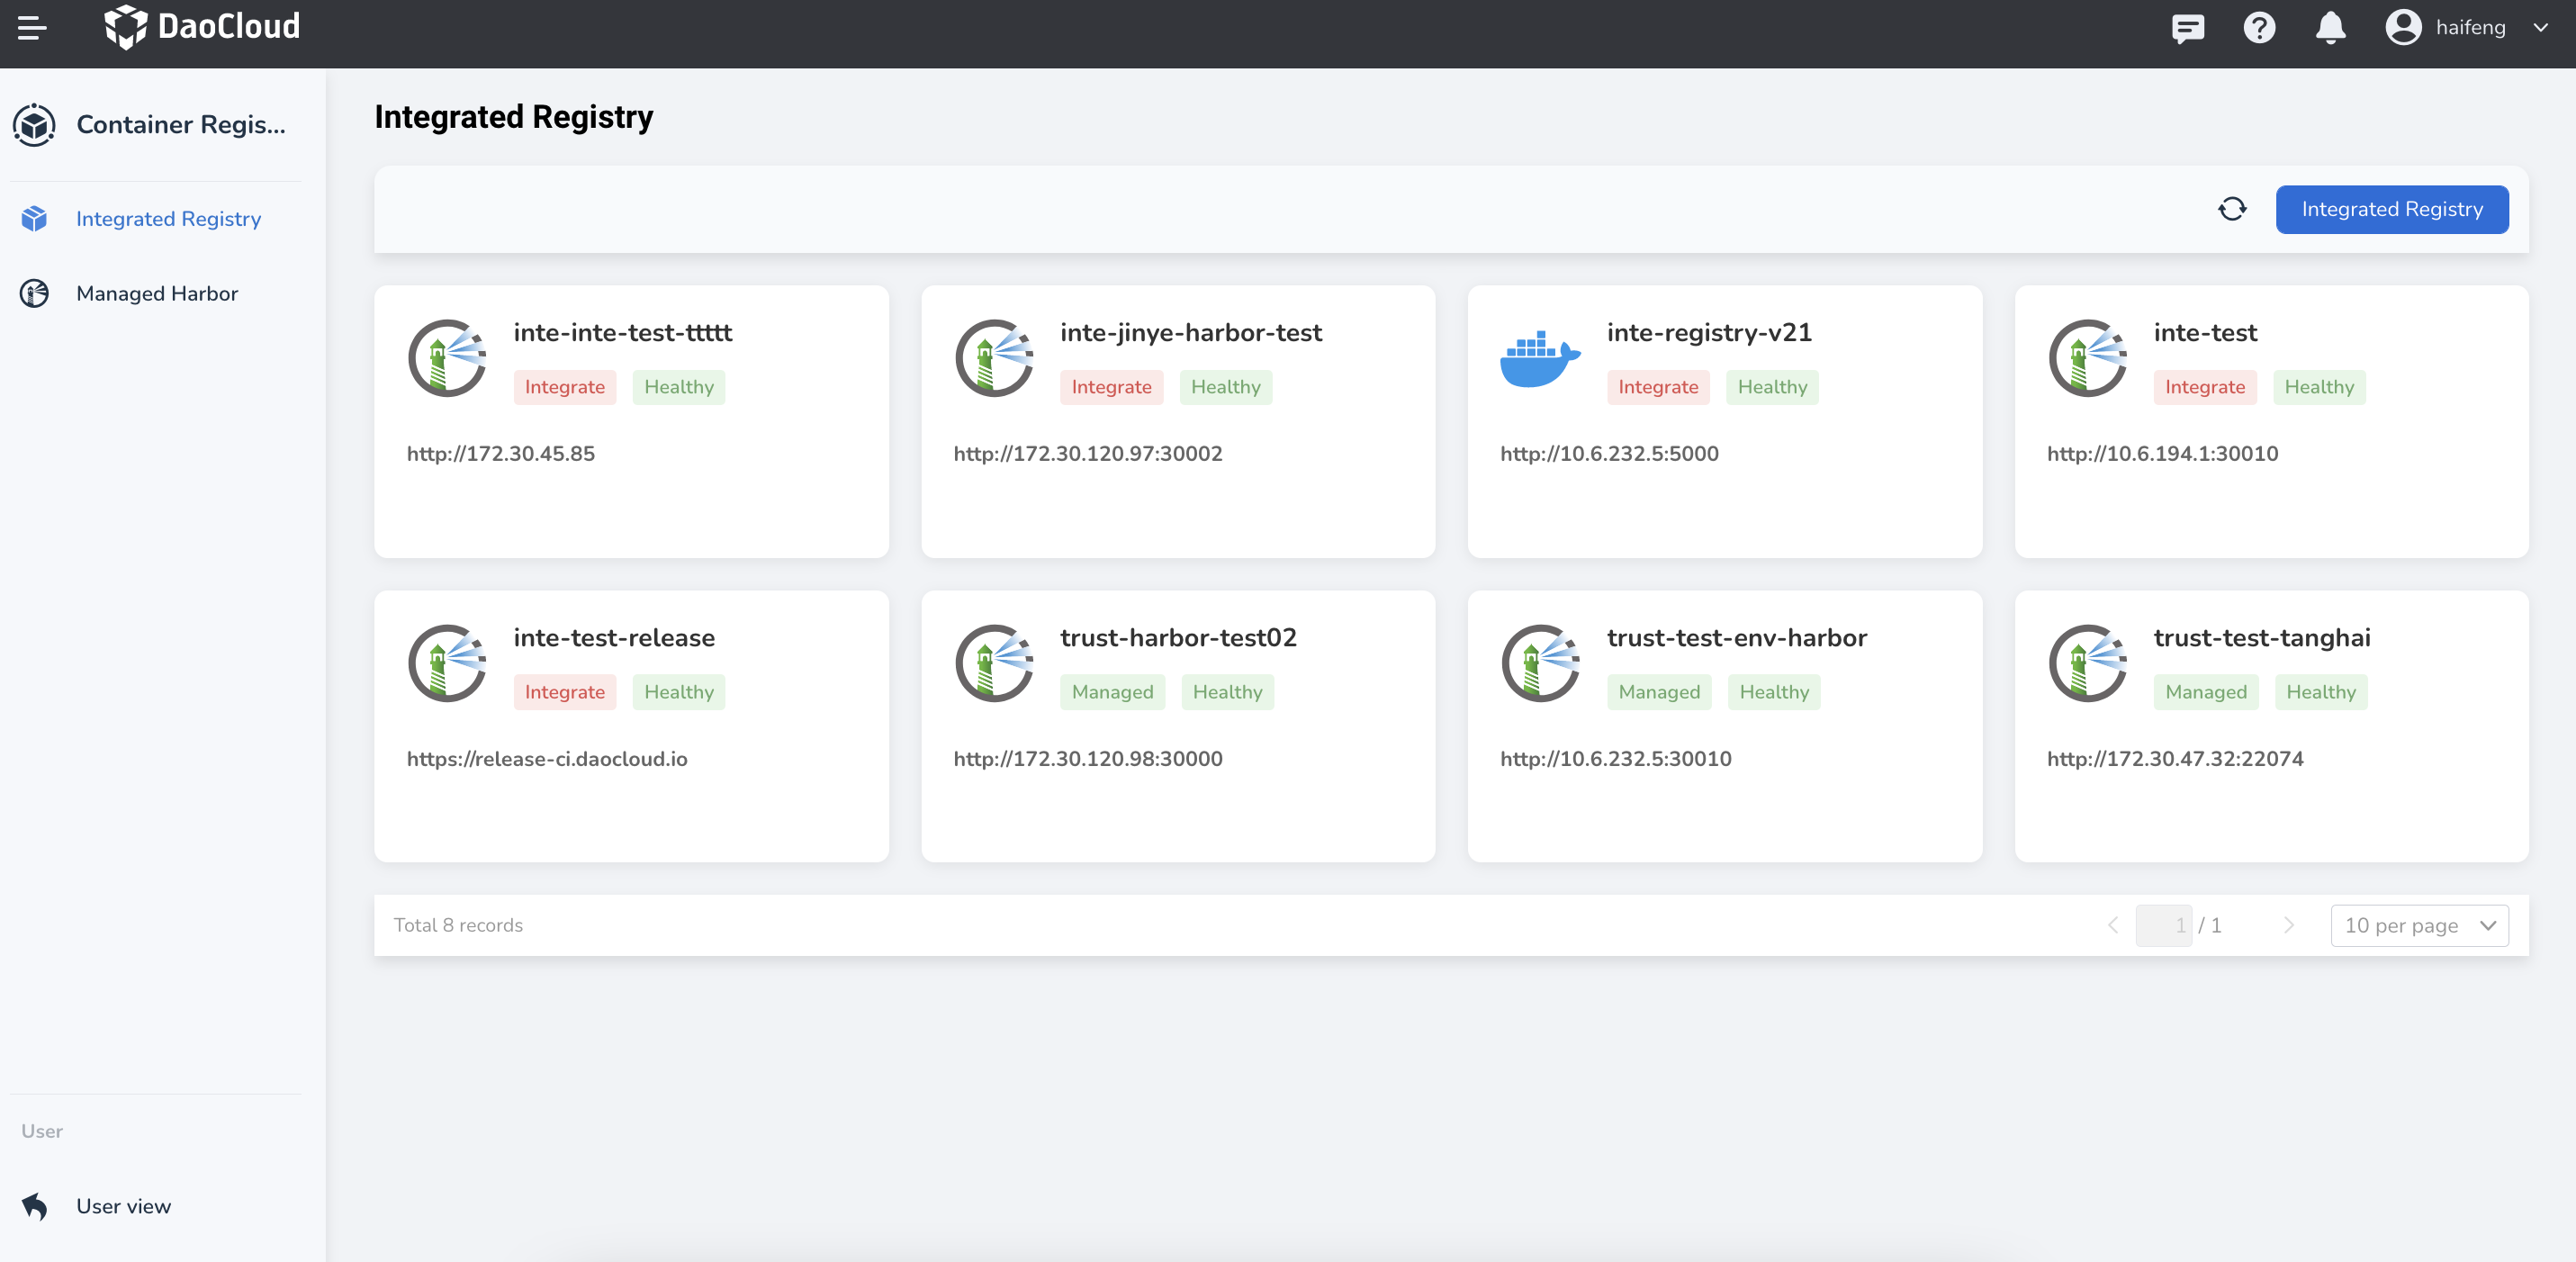 DaoCloud
haifeng
Container Regis...
Integrated Registry
Managed Harbor
User
User view
Integrated Registry
Integrated Registry
inte-inte-test-ttttt
Integrate Healthy
http://172.30.45.85
inte-jinye-harbor-test
Integrate Healthy
http://172.30.120.97:30002
inte-registry-v21
Integrate Healthy
http://10.6.232.5:5000
inte-test
Integrate Healthy
http://10.6.194.1:30010
inte-test-release
Integrate Healthy
https://release-ci.daocloud.io
trust-harbor-test02
Managed Healthy
http://172.30.120.98:30000
trust-test-env-harbor
Managed Healthy
http://10.6.232.5:30010
trust-test-tanghai
Managed Healthy
http://172.30.47.32:22074
Total 8 records
1 / 1
10 per page